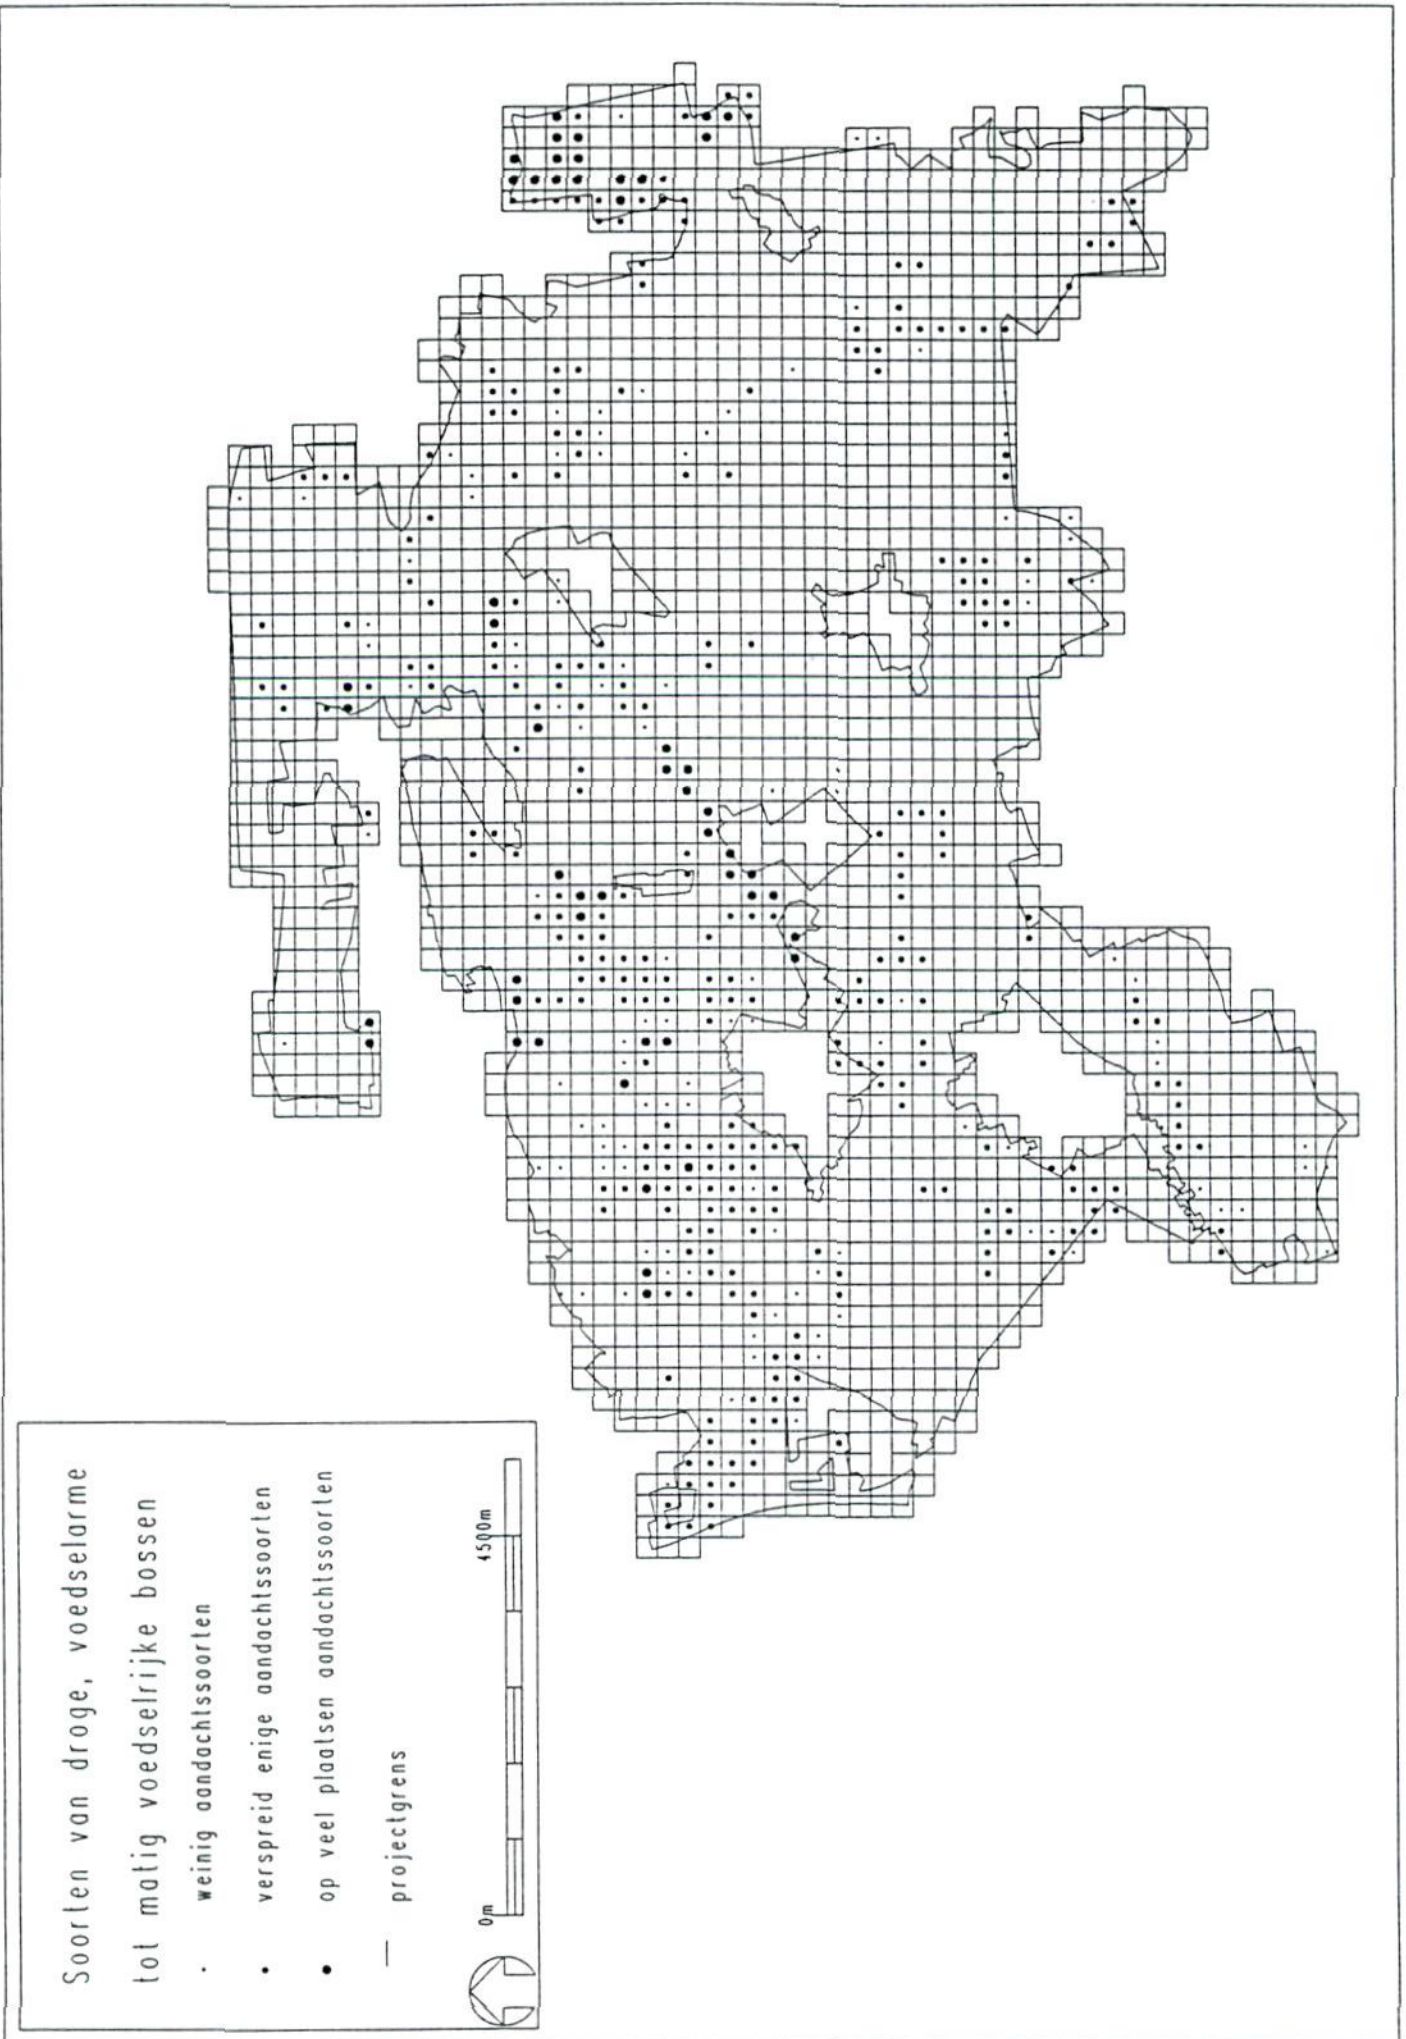 Soorten van droge, voedselarme
tot matig voedselrijke bossen
weinig aandachtssoorten
verspreid enige aandachtssoorten
op veel plaatsen aandachtssoorten
projectgrens
0m 4500m